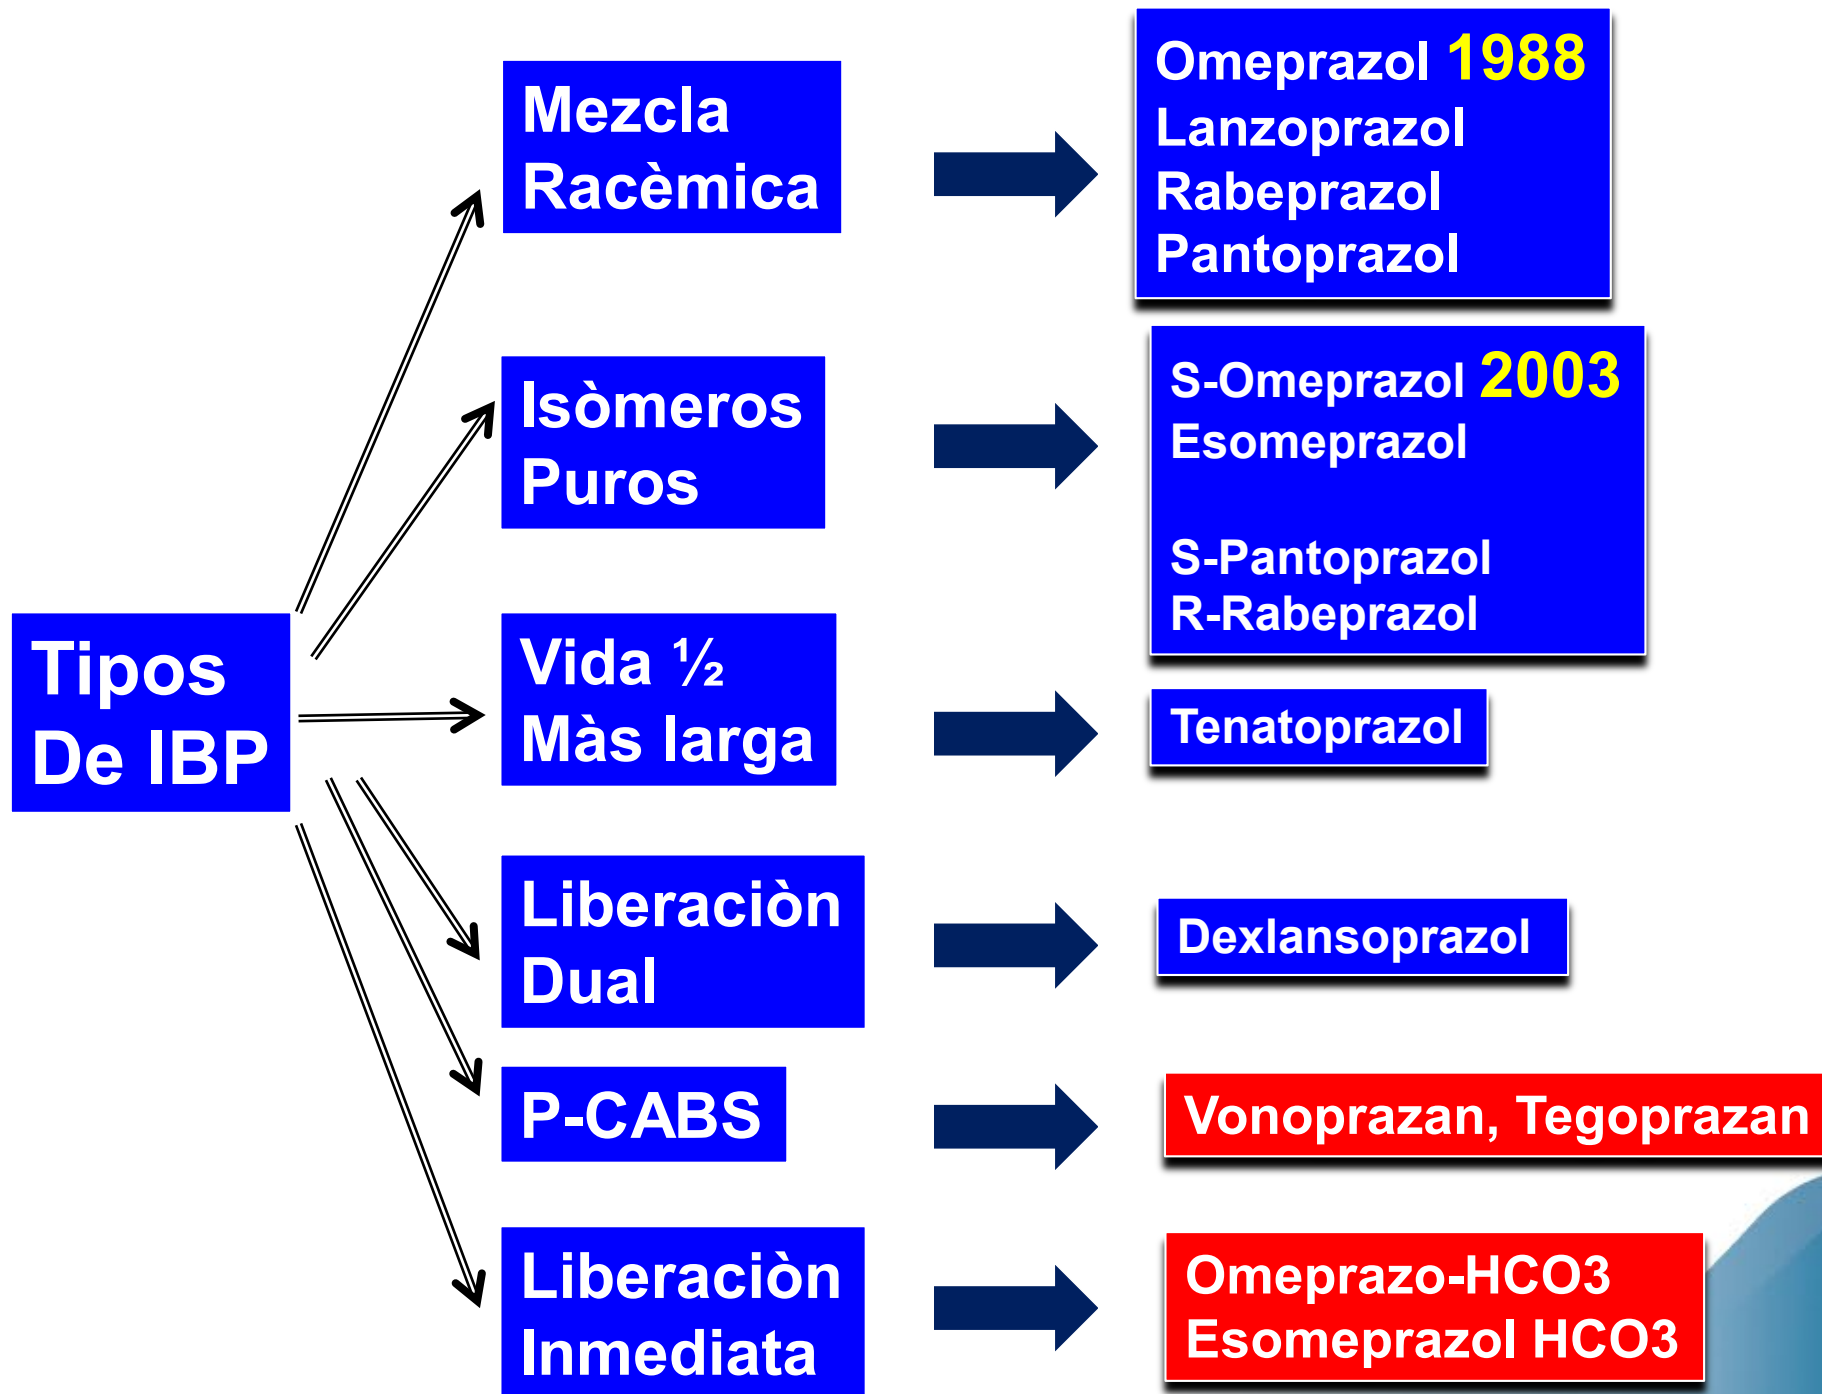 Tipos
De IBP
Mezcla
Racèmica
Omeprazol 1988
Lanzoprazol
Rabeprazol
Pantoprazol
Isòmeros
Puros
S-Omeprazol 2003
Esomeprazol
S-Pantoprazol
R-Rabeprazol
Vida ½
Màs larga
Tenatoprazol
Liberaciòn
Dual
Dexlansoprazol
P-CABS
Vonoprazan, Tegoprazan
Liberaciòn
Inmediata
Omeprazo-HCO3
Esomeprazol HCO3